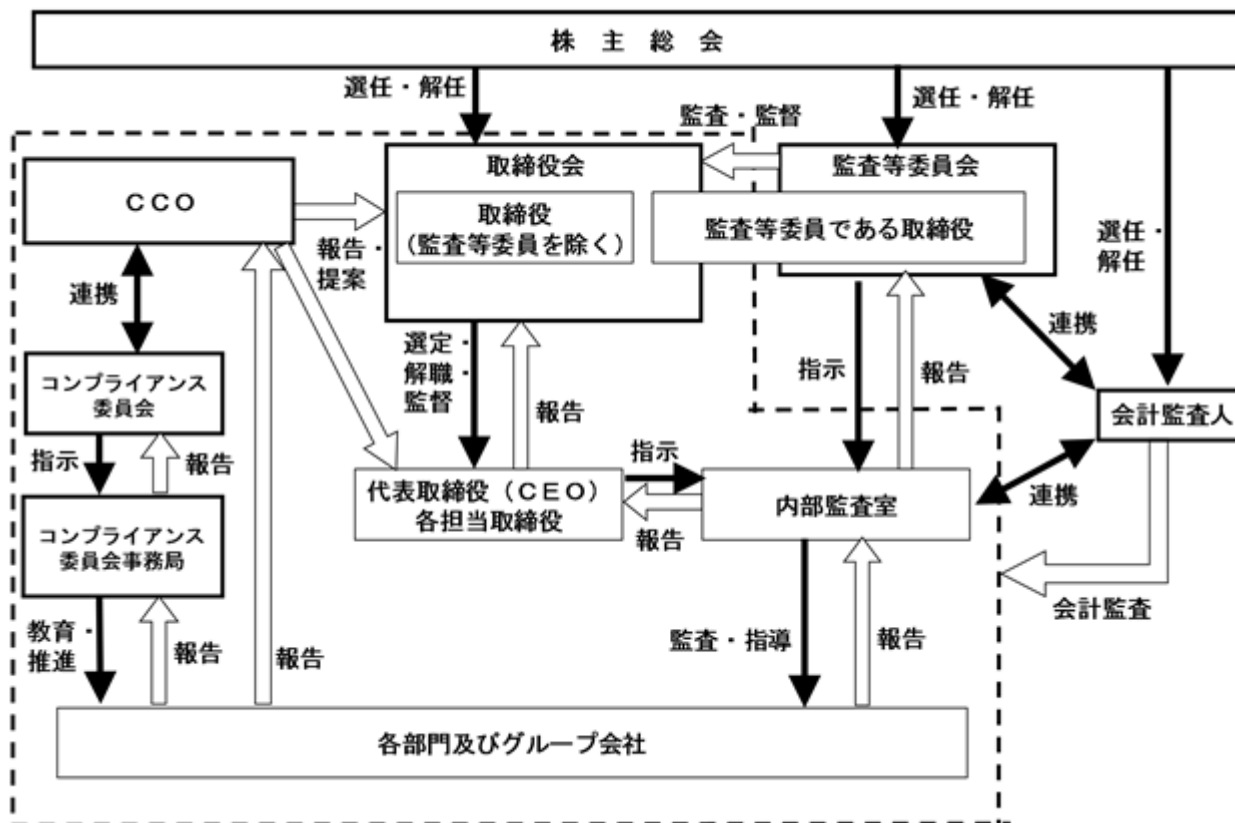 株主総会
選任・解任
選任・解任
監査・監督
選任・
解任
CCO
取締役会
取締役
(監査等委員を除く)
監査等委員会
監査等委員である取締役
報告・
提案
連携
選定・
解職・
監督
報告
指示
報告
連携
コンプライアンス
委員会
会計監査人
指示
報告
代表取締役(CEO)
各担当取締役
指示
報告
内部監査室
連携
コンプライアンス
委員会事務局
会計監査
教育・
推進
報告
報告
監査・指導
報告
各部門及びグループ会社